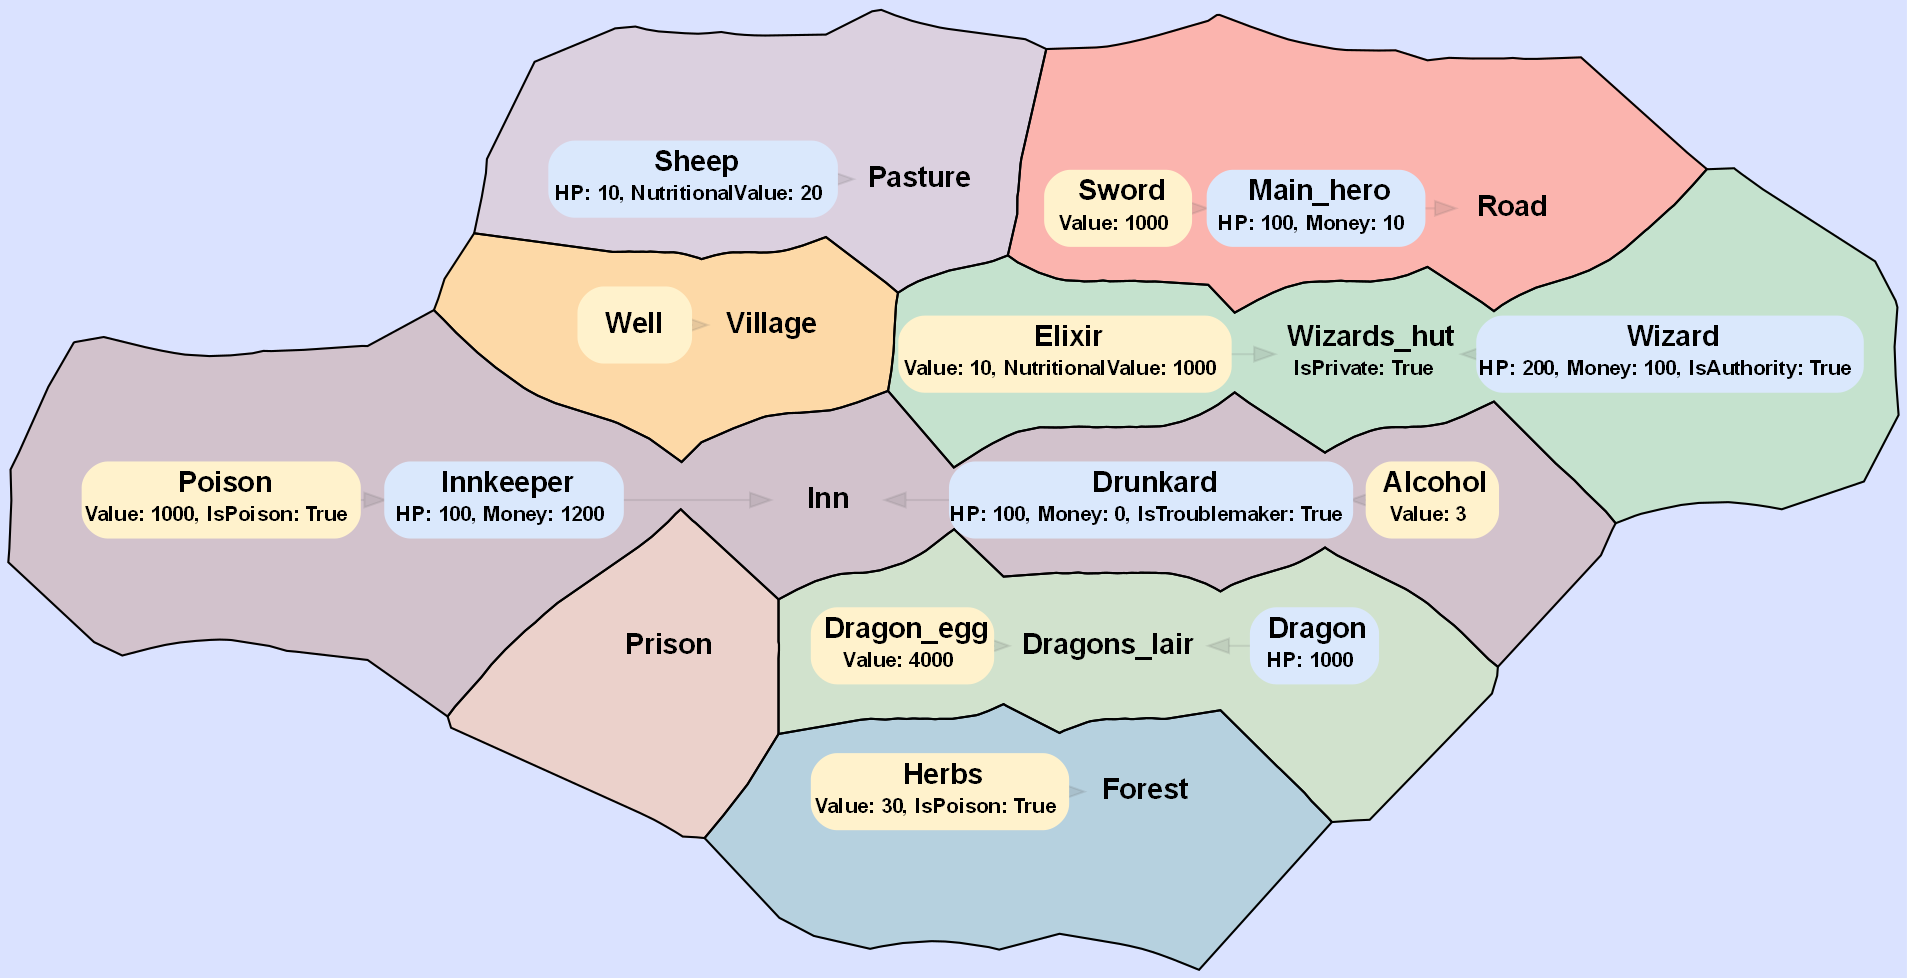 Sheep
HP: 10, NutritionalValue: 20
Pasture
Sword
Value: 1000
Main_hero
HP: 100, Money: 10
Road
Well
Village
Elixir
Value: 10, NutritionalValue: 1000
Wizards_hut
IsPrivate: True
Wizard
HP: 200, Money: 100, IsAuthority: True
Poison
Value: 1000, IsPoison: True
Innkeeper
HP: 100, Money: 1200
Inn
Drunkard
HP: 100, Money: 0, IsTroublemaker: True
Alcohol
Value: 3
Prison
Dragon_egg
Value: 4000
Dragons_lair
Dragon
HP: 1000
Herbs
Value: 30, IsPoison: True
Forest